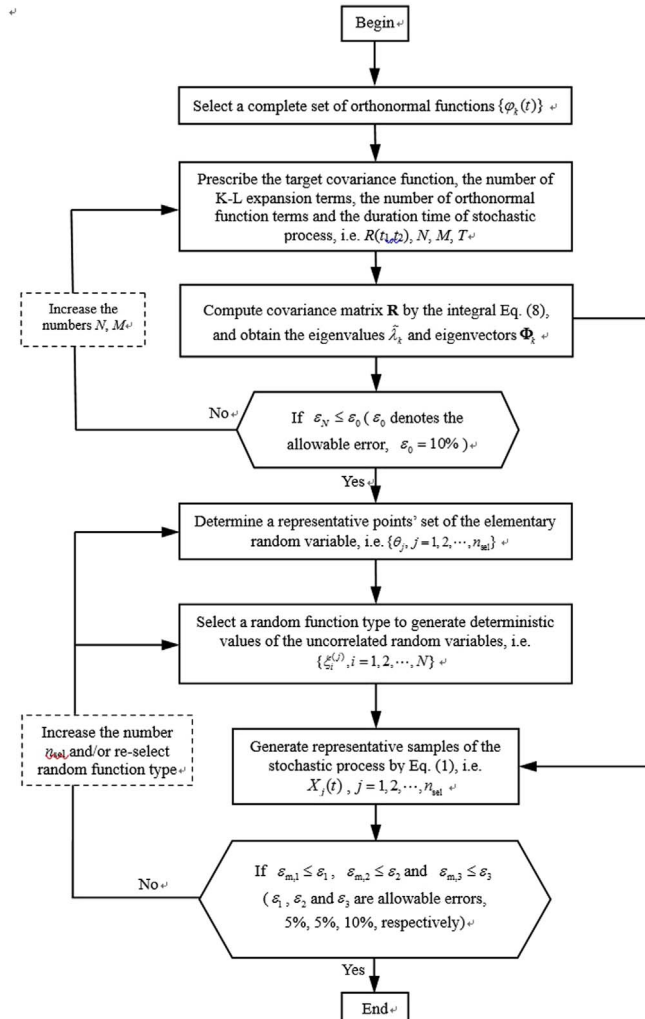 Begin
Select a complete set of orthonormal functions {φₖ(t)}
Prescribe the target covariance function, the number of
K-L expansion terms, the number of orthonormal
function terms and the duration time of stochastic
process, i.e. R(t₁,t₂), N, M, T
Increase the
numbers N, M
Compute covariance matrix R by the integral Eq. (8),
and obtain the eigenvalues λ̃ₖ and eigenvectors Φₖ
No
If ε_N ≤ ε₀ ( ε₀ denotes the
allowable error, ε₀ = 10% )
Yes
Determine a representative points' set of the elementary
random variable, i.e. {θⱼ, j = 1, 2, ⋯, n_sel}
Select a random function type to generate deterministic
values of the uncorrelated random variables, i.e.
{ξᵢ⁽ʲ⁾, i = 1, 2, ⋯, N}
Increase the number
n_sel and/or re-select
random function type
Generate representative samples of the
stochastic process by Eq. (1), i.e.
Xⱼ(t) , j = 1, 2, ⋯, n_sel
No
If ε_m,1 ≤ ε₁ , ε_m,2 ≤ ε₂ and ε_m,3 ≤ ε₃
( ε₁ , ε₂ and ε₃ are allowable errors,
5%, 5%, 10%, respectively)
Yes
End